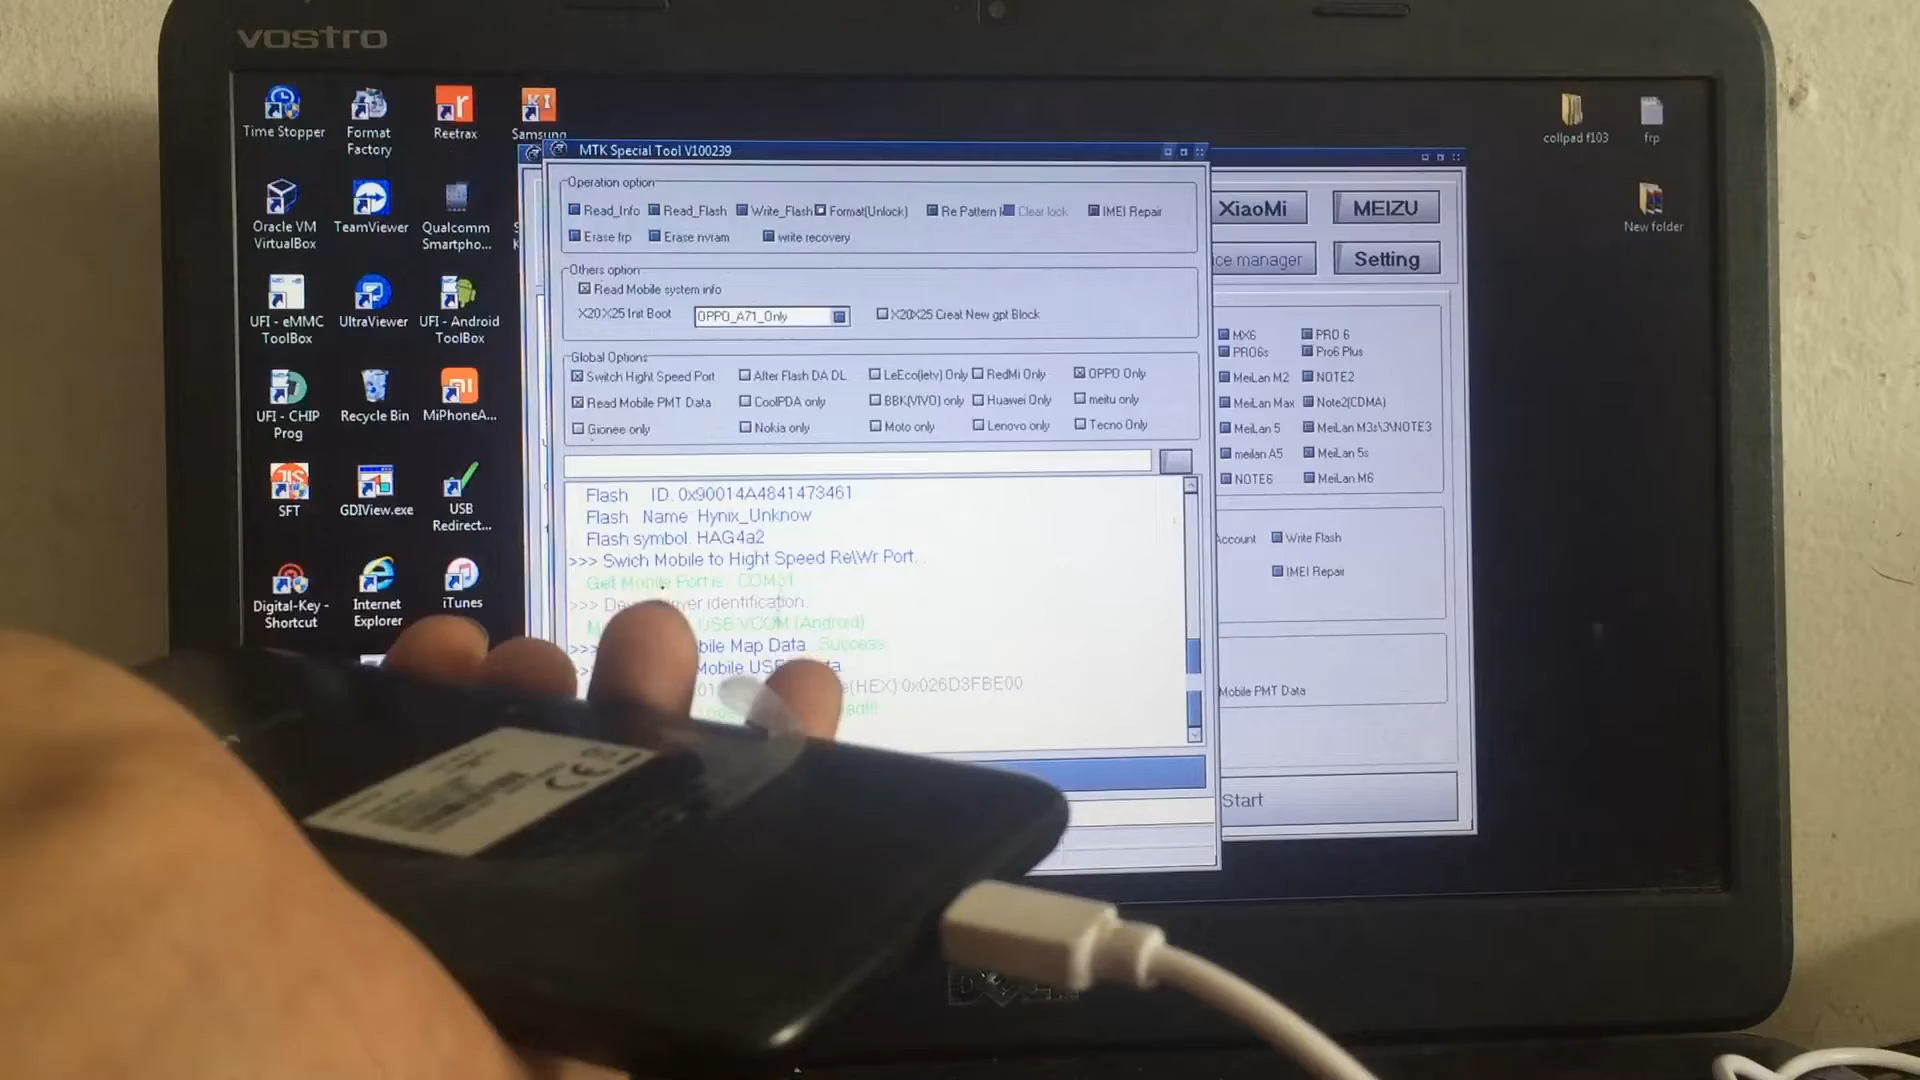 vostro
Time Stopper
Format
Factory
Reetrax
Samsung
Oracle VM
VirtualBox
TeamViewer
Qualcomm
Smartpho...
UFI - eMMC
ToolBox
UltraViewer
UFI - Android
ToolBox
UFI - CHIP
Prog
Recycle Bin
MiPhoneA...
SFT
GDIView.exe
USB
Redirect...
Digital-Key -
Shortcut
Internet
Explorer
iTunes
collpad f103
frp
New folder
MTK Special Tool V100239
Operation option
Read_Info
Read_Flash
Write_Flash
Format(Unlock)
Re Pattern
Clear lock
IMEI Repair
Erase frp
Erase nvram
write recovery
Others option
Read Mobile system info
X20X25 Init Boot
OPPO_A71_Only
X20X25 Creat New gpt Block
Global Options
Switch Hight Speed Port
After Flash DA DL
LeEco(letv) Only
RedMi Only
OPPO Only
Read Mobile PMT Data
CoolPDA only
BBK(VIVO) only
Huawei Only
meitu only
Gionee only
Nokia only
Moto only
Lenovo only
Tecno Only
Flash ID. 0x90014A4841473461
Flash Name Hynix_Unknow
Flash symbol. HAG4a2
>>> Swich Mobile to Hight Speed Re\Wr Port...
Get Mobile Port is COM31
>>> identification.
USB VCOM (Android)
>>> Map Data Success
Mobile
(HEX) 0x026D3FBE00
XiaoMi
MEIZU
ce manager
Setting
MX6
PRO 6
PRO6s
Pro6 Plus
MeiLan M2
NOTE2
MeiLan Max
Note2(CDMA)
MeiLan 5
MeiLan M3s\3\NOTE3
meilan A5
MeiLan 5s
NOTE6
MeiLan M6
Account
Write Flash
IMEI Repair
Mobile PMT Data
Start
CE